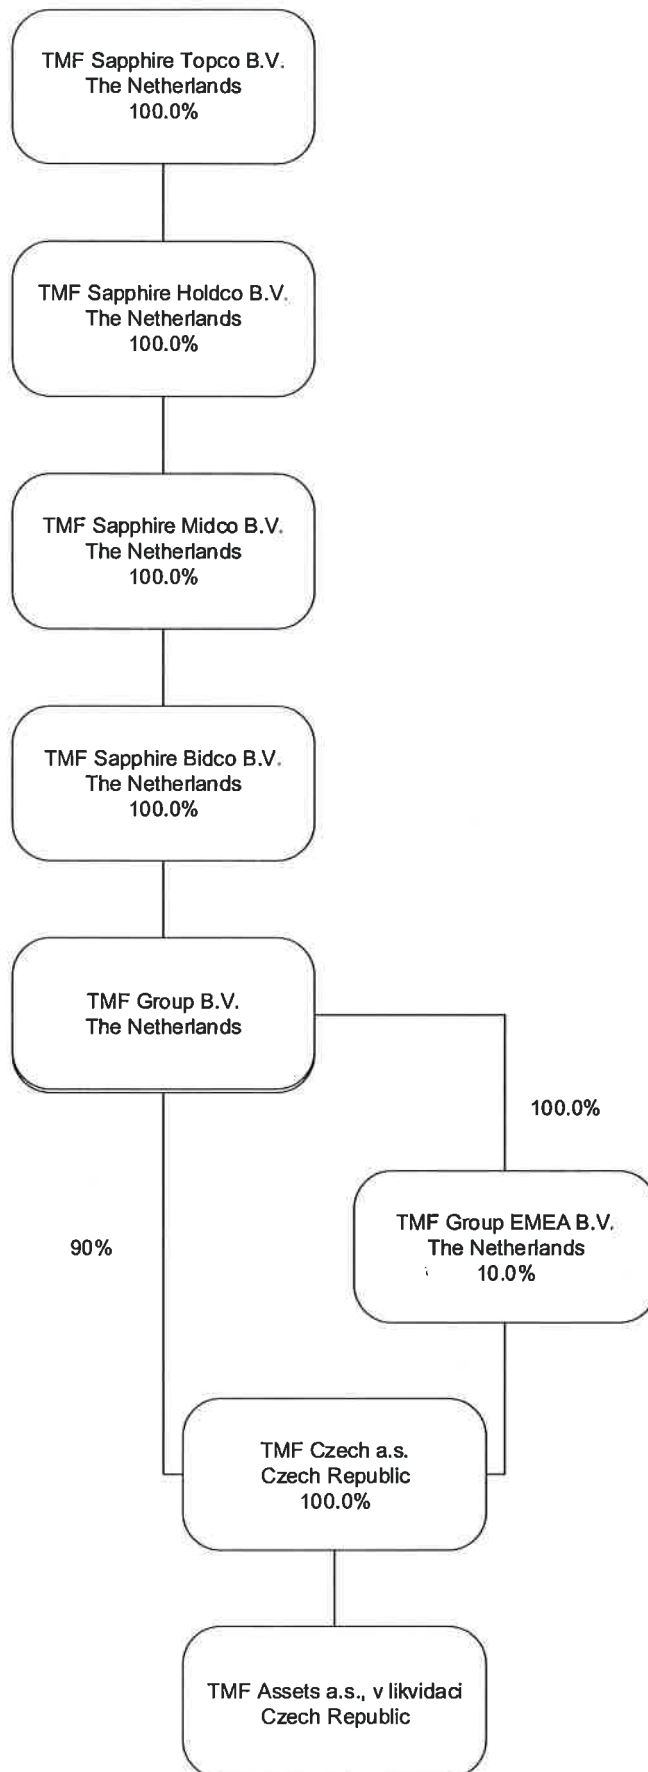 TMF Sapphire Topco B.V.
The Netherlands
100.0%
TMF Sapphire Holdco B.V.
The Netherlands
100.0%
TMF Sapphire Midco B.V.
The Netherlands
100.0%
TMF Sapphire Bidco B.V.
The Netherlands
100.0%
TMF Group B.V.
The Netherlands
100.0%
TMF Group EMEA B.V.
The Netherlands
10.0%
90%
TMF Czech a.s.
Czech Republic
100.0%
TMF Assets a.s., v likvidaci
Czech Republic